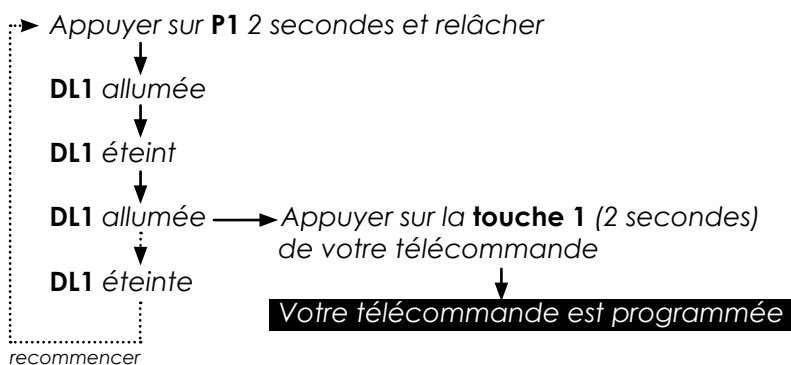 Appuyer sur P1 2 secondes et relâcher
DL1 allumée
DL1 éteint
DL1 allumée
Appuyer sur la touche 1 (2 secondes)
de votre télécommande
DL1 éteinte
Votre télécommande est programmée
recommencer